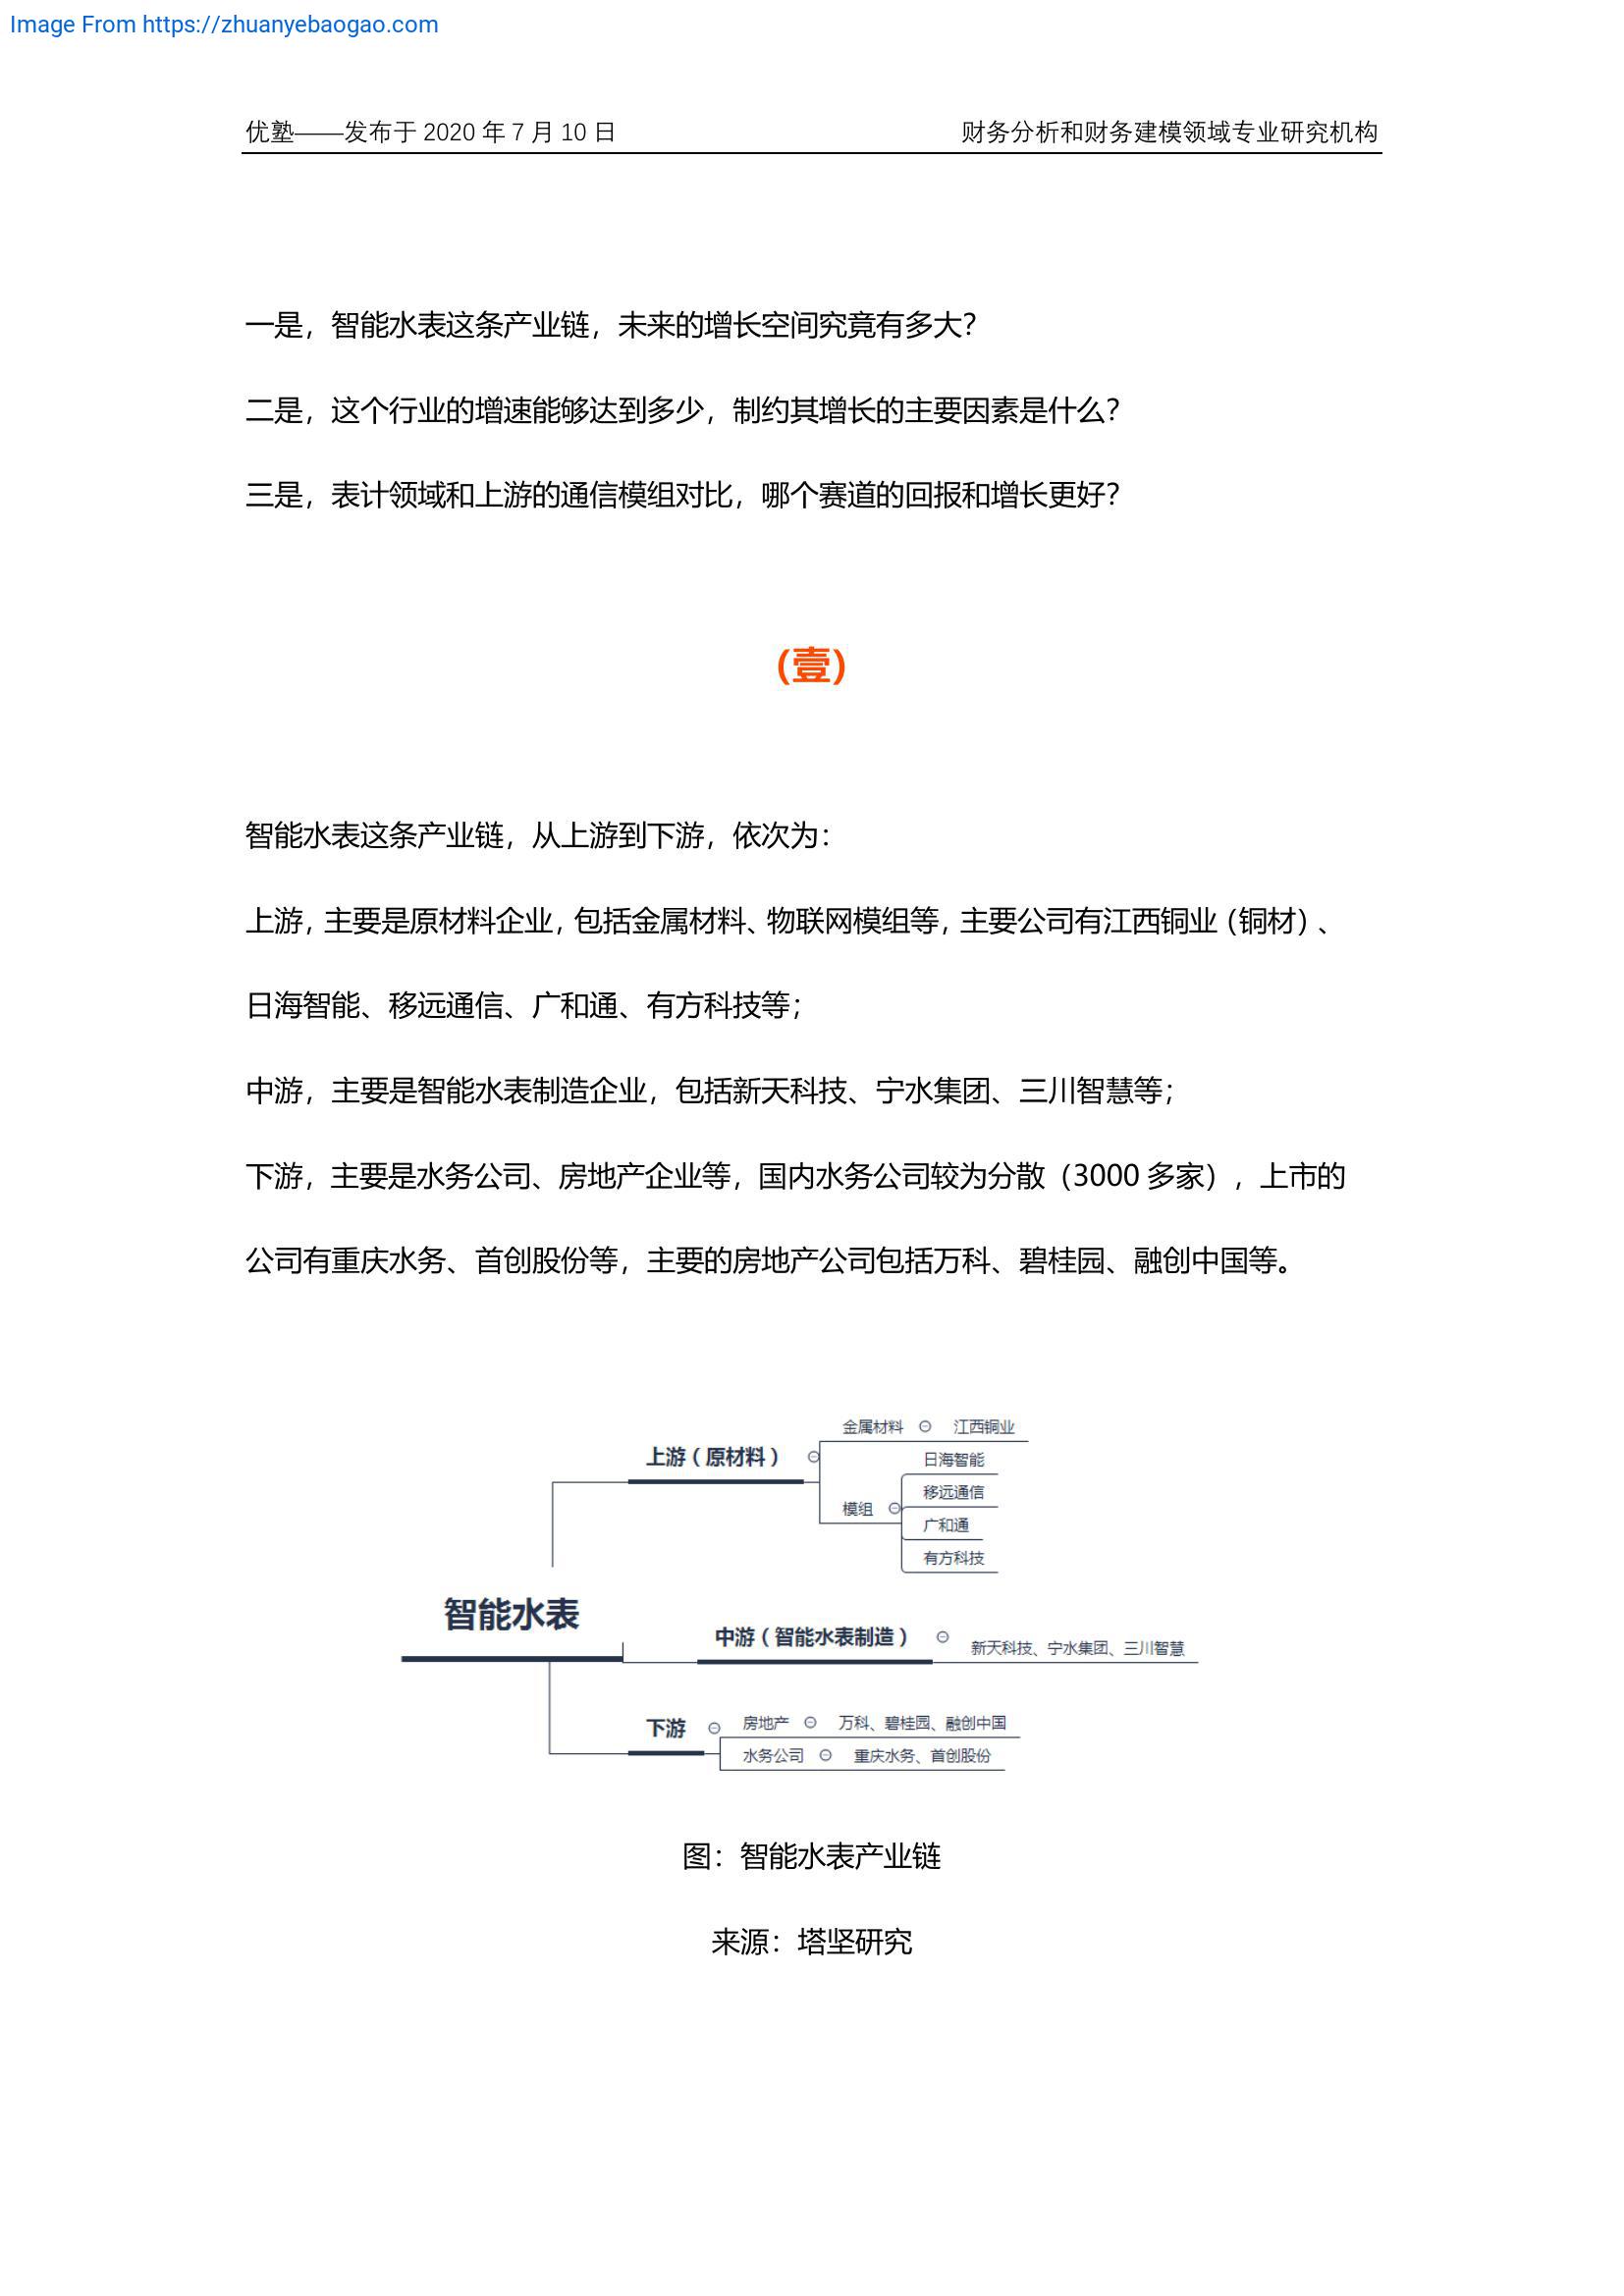 Image From https://zhuanyebaogao.com
优塾——发布于 2020 年 7 月 10 日 财务分析和财务建模领域专业研究机构
一是，智能水表这条产业链，未来的增长空间究竟有多大？
二是，这个行业的增速能够达到多少，制约其增长的主要因素是什么？
三是，表计领域和上游的通信模组对比，哪个赛道的回报和增长更好？
(壹)
智能水表这条产业链，从上游到下游，依次为：
上游，主要是原材料企业，包括金属材料、物联网模组等，主要公司有江西铜业（铜材）、
日海智能、移远通信、广和通、有方科技等；
中游，主要是智能水表制造企业，包括新天科技、宁水集团、三川智慧等；
下游，主要是水务公司、房地产企业等，国内水务公司较为分散（3000 多家），上市的
公司有重庆水务、首创股份等，主要的房地产公司包括万科、碧桂园、融创中国等。
金属材料 江西铜业
上游（原材料）
日海智能
移远通信
模组
广和通
有方科技
智能水表
中游（智能水表制造）
新天科技、宁水集团、三川智慧
下游
房地产 万科、碧桂园、融创中国
水务公司 重庆水务、首创股份
图：智能水表产业链
来源：塔坚研究